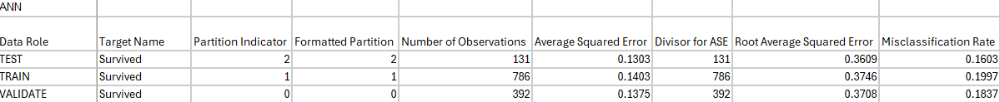 ANN
Data Role Target Name Partition Indicator Formatted Partition Number of Observations Average Squared Error Divisor for ASE Root Average Squared Error Misclassification Rate
TEST Survived 2 2 131 0.1303 131 0.3609 0.1603
TRAIN Survived 1 1 786 0.1403 786 0.3746 0.1997
VALIDATE Survived 0 0 392 0.1375 392 0.3708 0.1837